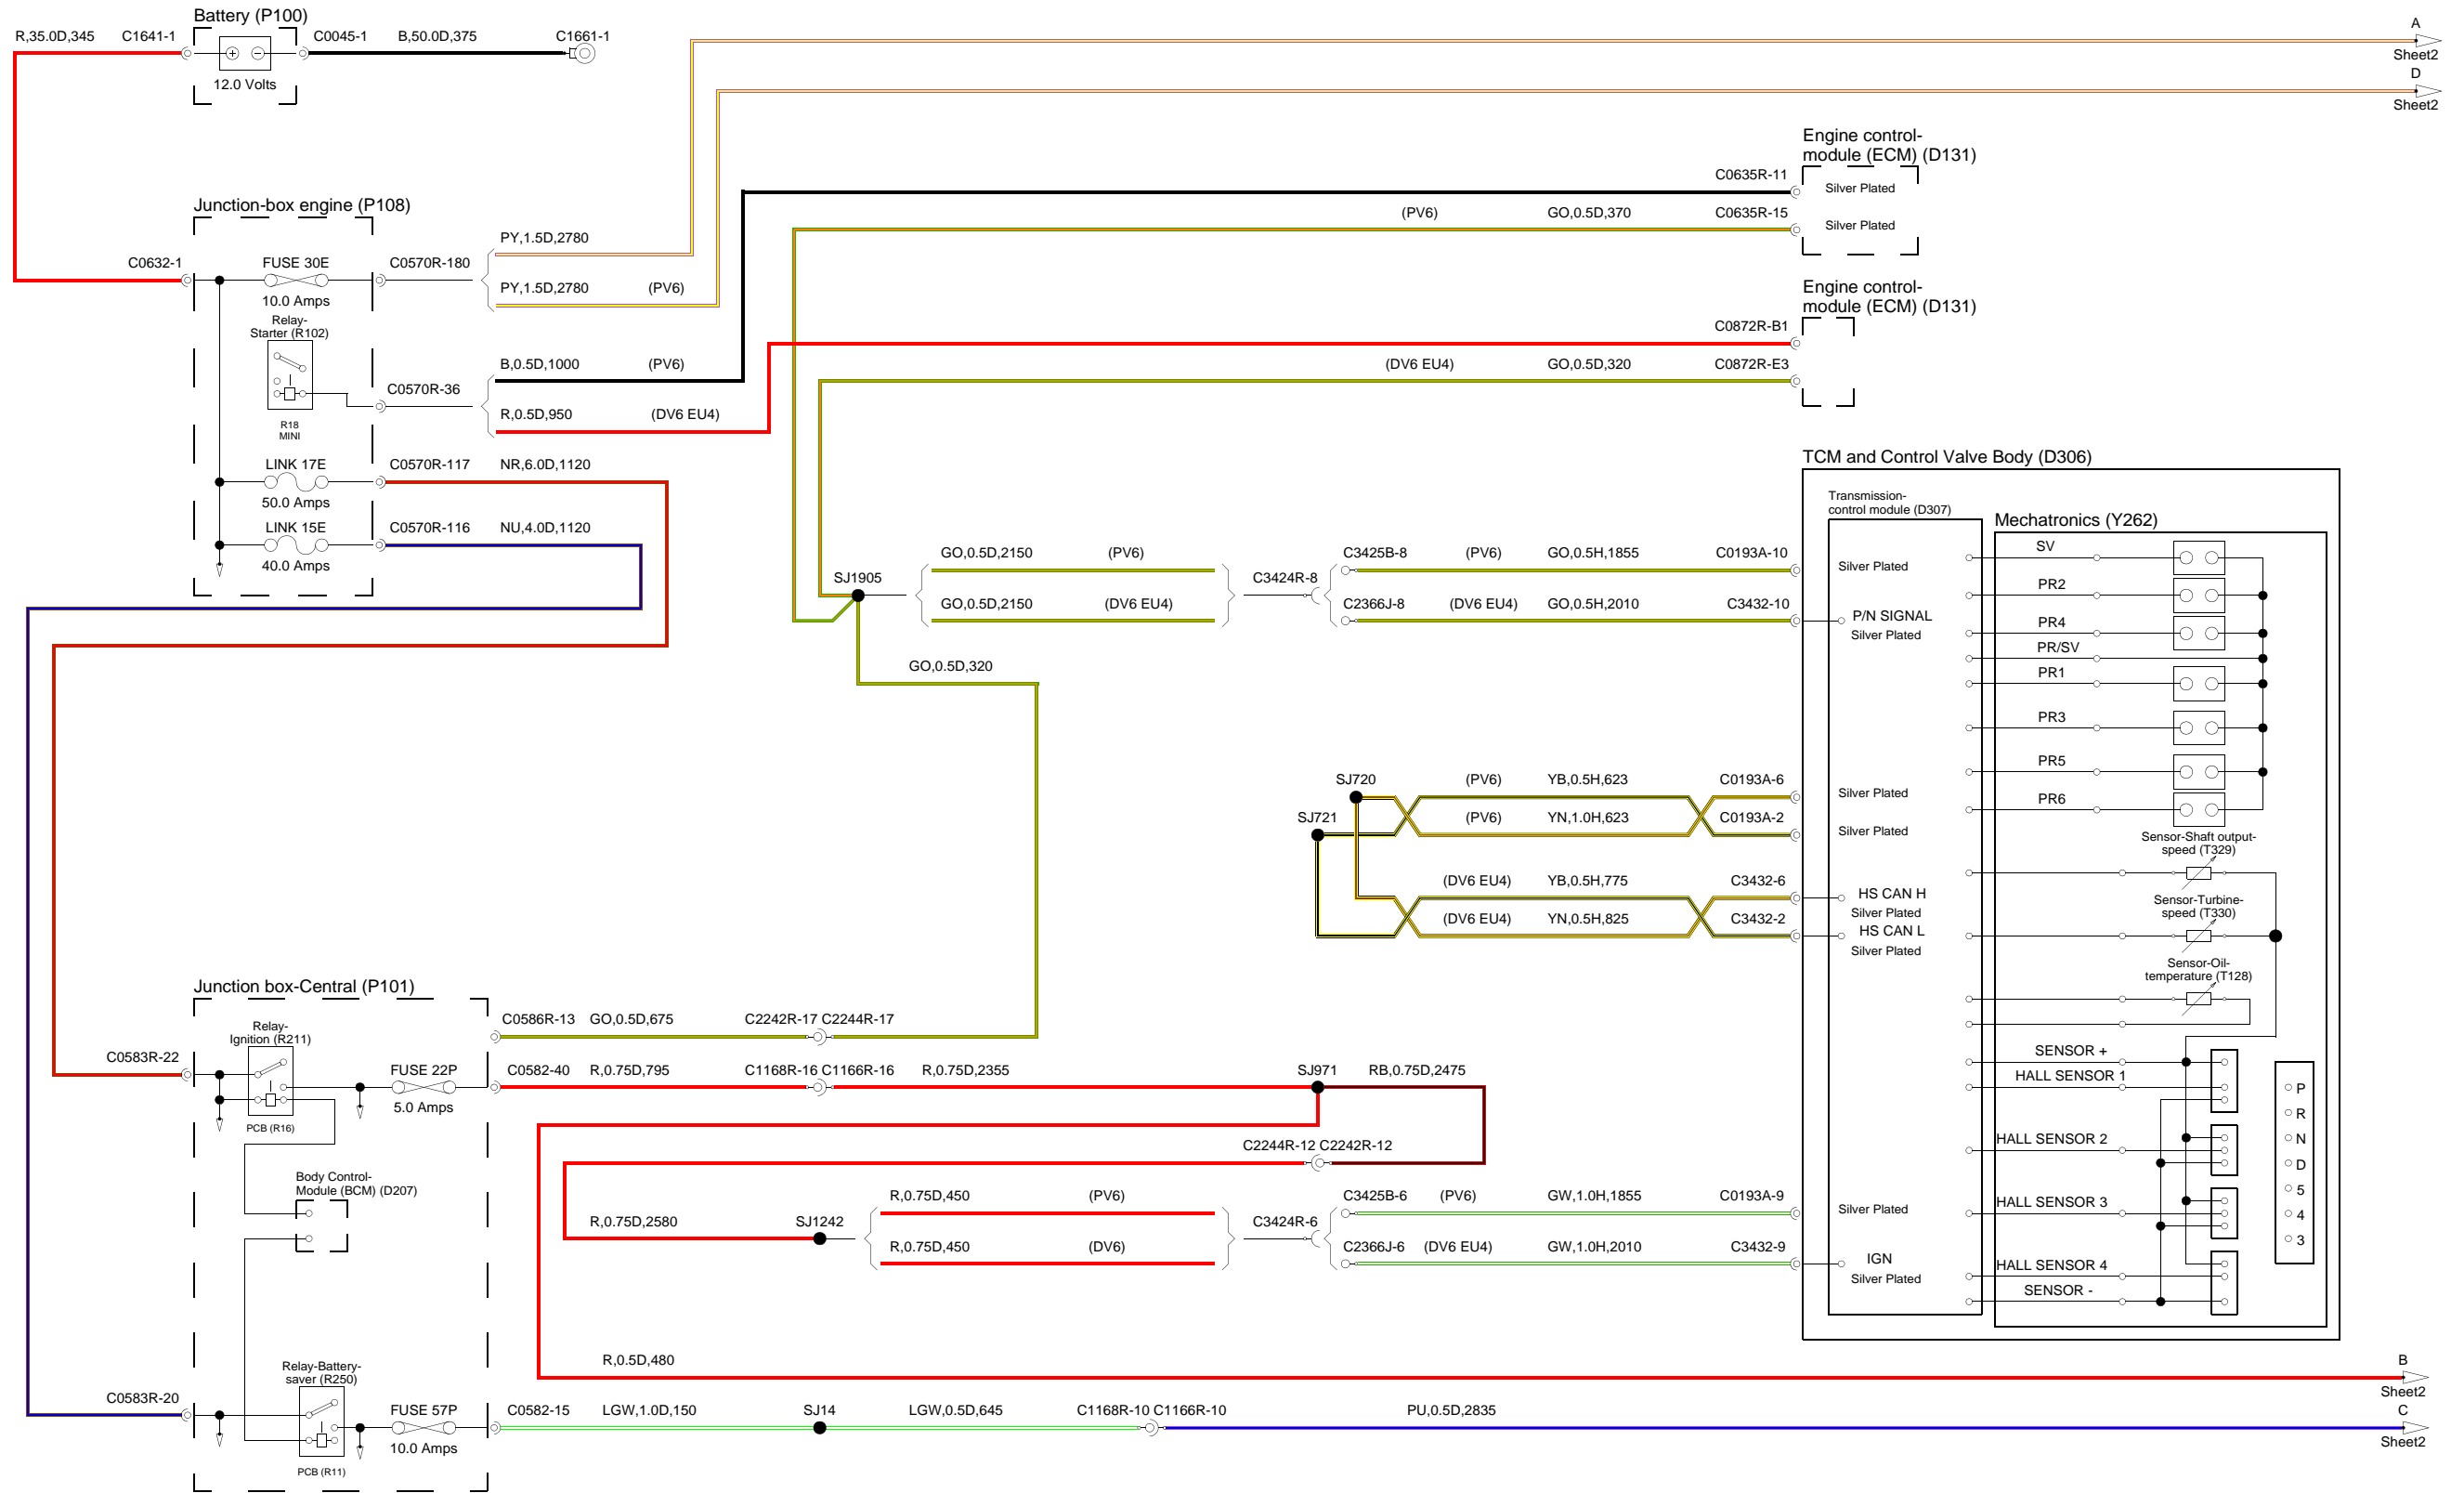 Battery (P100)
R,35.0D,345
C1641-1
C0045-1
B,50.0D,375
C1661-1
12.0 Volts
A
Sheet2
D
Sheet2
Engine control-
module (ECM) (D131)
C0635R-11
Silver Plated
(PV6)
GO,0.5D,370
C0635R-15
Silver Plated
Junction-box engine (P108)
PY,1.5D,2780
C0632-1
FUSE 30E
C0570R-180
10.0 Amps
PY,1.5D,2780
(PV6)
Engine control-
module (ECM) (D131)
Relay-
Starter (R102)
C0872R-B1
B,0.5D,1000
(PV6)
(DV6 EU4)
GO,0.5D,320
C0872R-E3
C0570R-36
R,0.5D,950
(DV6 EU4)
R18
MINI
LINK 17E
C0570R-117
NR,6.0D,1120
50.0 Amps
LINK 15E
C0570R-116
NU,4.0D,1120
40.0 Amps
TCM and Control Valve Body (D306)
Transmission-
control module (D307)
Mechatronics (Y262)
SV
GO,0.5D,2150
(PV6)
C3425B-8
(PV6)
GO,0.5H,1855
C0193A-10
Silver Plated
SJ1905
C3424R-8
PR2
GO,0.5D,2150
(DV6 EU4)
C2366J-8
(DV6 EU4)
GO,0.5H,2010
C3432-10
P/N SIGNAL
Silver Plated
PR4
PR/SV
GO,0.5D,320
PR1
PR3
PR5
SJ720
(PV6)
YB,0.5H,623
C0193A-6
Silver Plated
PR6
SJ721
(PV6)
YN,1.0H,623
C0193A-2
Silver Plated
Sensor-Shaft output-
speed (T329)
(DV6 EU4)
YB,0.5H,775
C3432-6
HS CAN H
Silver Plated
Sensor-Turbine-
speed (T330)
(DV6 EU4)
YN,0.5H,825
C3432-2
HS CAN L
Silver Plated
Sensor-Oil-
temperature (T128)
Junction box-Central (P101)
Relay-
Ignition (R211)
C0586R-13
GO,0.5D,675
C2242R-17 C2244R-17
C0583R-22
FUSE 22P
C0582-40
R,0.75D,795
C1168R-16 C1166R-16
R,0.75D,2355
SJ971
RB,0.75D,2475
SENSOR +
HALL SENSOR 1
P
5.0 Amps
PCB (R16)
R
C2244R-12 C2242R-12
HALL SENSOR 2
N
D
Body Control-
Module (BCM) (D207)
R,0.75D,450
(PV6)
C3425B-6
(PV6)
GW,1.0H,1855
C0193A-9
Silver Plated
HALL SENSOR 3
5
R,0.75D,2580
SJ1242
C3424R-6
4
R,0.75D,450
(DV6)
C2366J-6
(DV6 EU4)
GW,1.0H,2010
C3432-9
IGN
Silver Plated
HALL SENSOR 4
3
SENSOR -
Relay-Battery-
saver (R250)
R,0.5D,480
B
Sheet2
C0583R-20
FUSE 57P
C0582-15
LGW,1.0D,150
SJ14
LGW,0.5D,645
C1168R-10 C1166R-10
PU,0.5D,2835
C
Sheet2
10.0 Amps
PCB (R11)